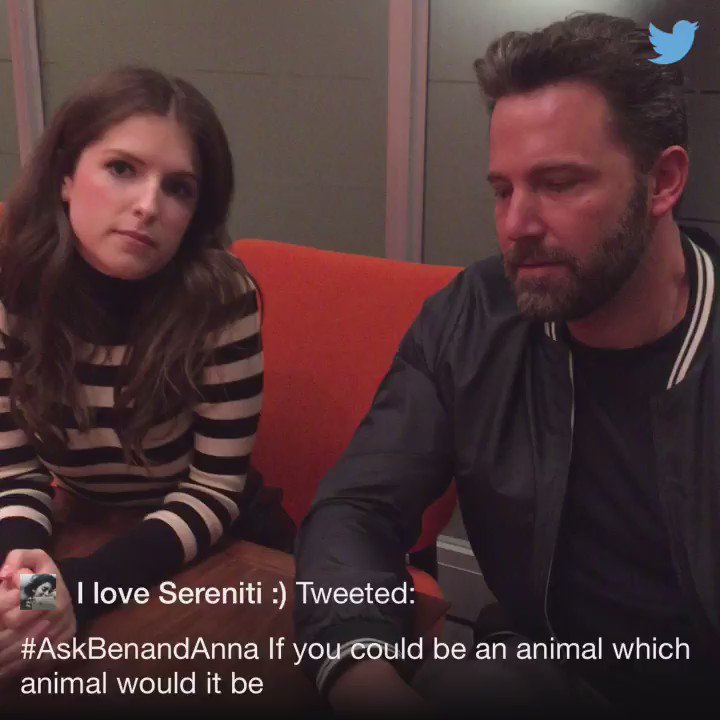 I love Sereniti :) Tweeted:
#AskBenandAnna If you could be an animal which
animal would it be